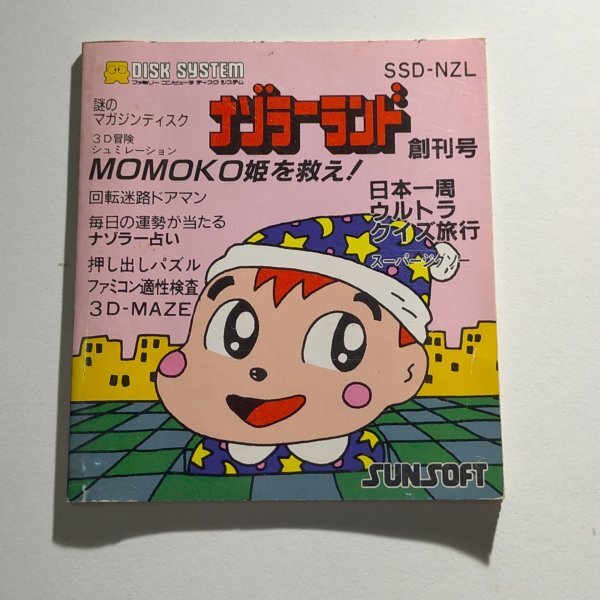 DISK SYSTEM
ファミリー コンピュータ ディスク システム
SSD-NZL
謎の
マガジンディスク
ナゾラーランド
創刊号
3D冒険
シュミレーション
MOMOKO姫を救え!
回転迷路ドアマン
毎日の運勢が当たる
ナゾラー占い
押し出しパズル
ファミコン適性検査
3D-MAZE
日本一周
ウルトラ
クイズ旅行
スーパージグソー
SUNSOFT